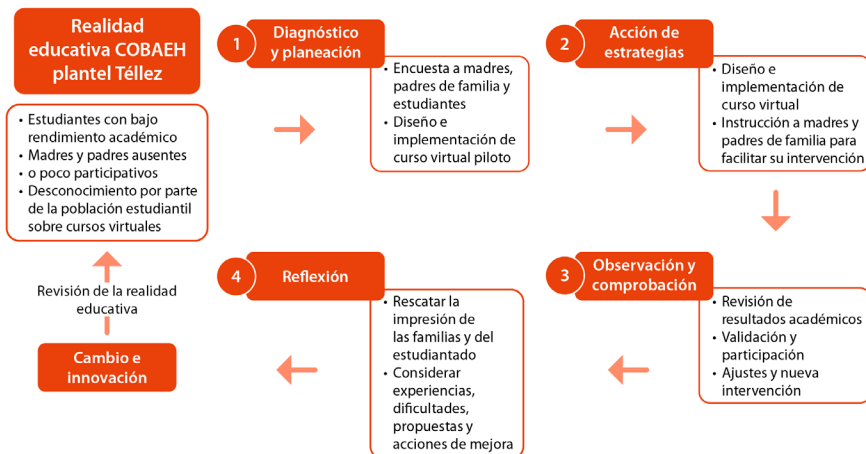 Realidad
educativa COBAEH
plantel Téllez
• Estudiantes con bajo
rendimiento académico
• Madres y padres ausentes
• o poco participativos
• Desconocimiento por parte
de la población estudiantil
sobre cursos virtuales
1
Diagnóstico
y planeación
• Encuesta a madres,
padres de familia y
estudiantes
• Diseño e
implementación de
curso virtual piloto
2
Acción de
estrategias
• Diseño e
implementación de
curso virtual
• Instrucción a madres y
padres de familia para
facilitar su intervención
3
Observación y
comprobación
• Revisión de
resultados académicos
• Validación y
participación
• Ajustes y nueva
intervención
4
Reflexión
• Rescatar la
impresión de
las familias y del
estudiantado
• Considerar
experiencias,
dificultades,
propuestas y
acciones de mejora
Cambio e
innovación
Revisión de la realidad
educativa